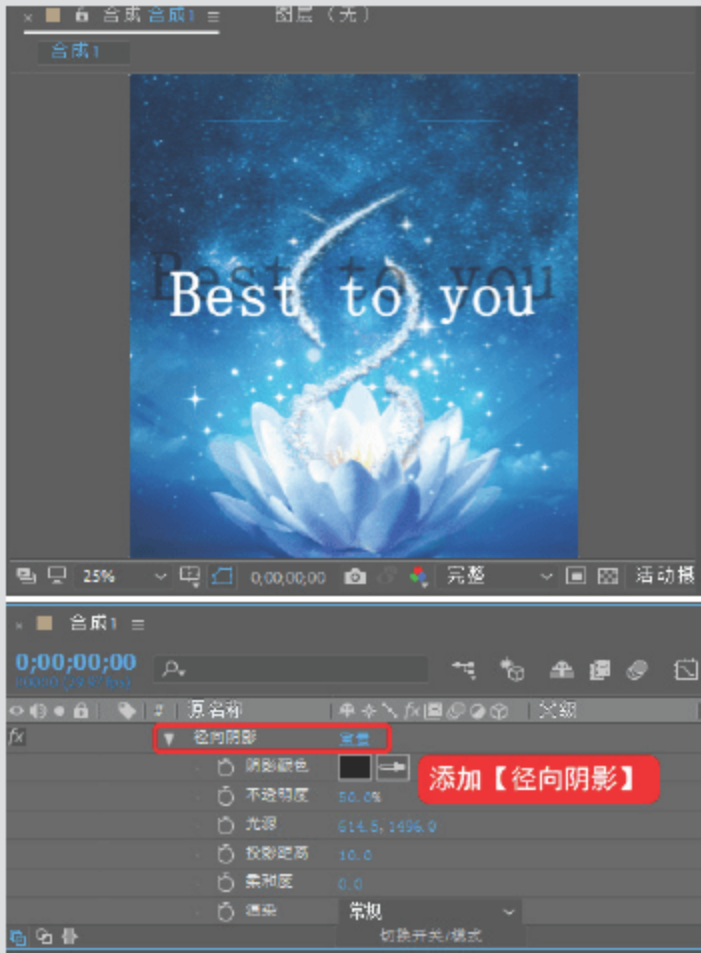 合成 合成1 图层（无）
合成1
Best to you
25% 0;00;00;00 完整 活动摄
合成1
0;00;00;00
# 源名称 fx 父级
fx 径向阴影 重置
阴影颜色
添加【径向阴影】
不透明度 50.0%
光源 614.5, 1496.0
投影距离 10.0
柔和度 0.0
渲染 常规
切换开关/模式